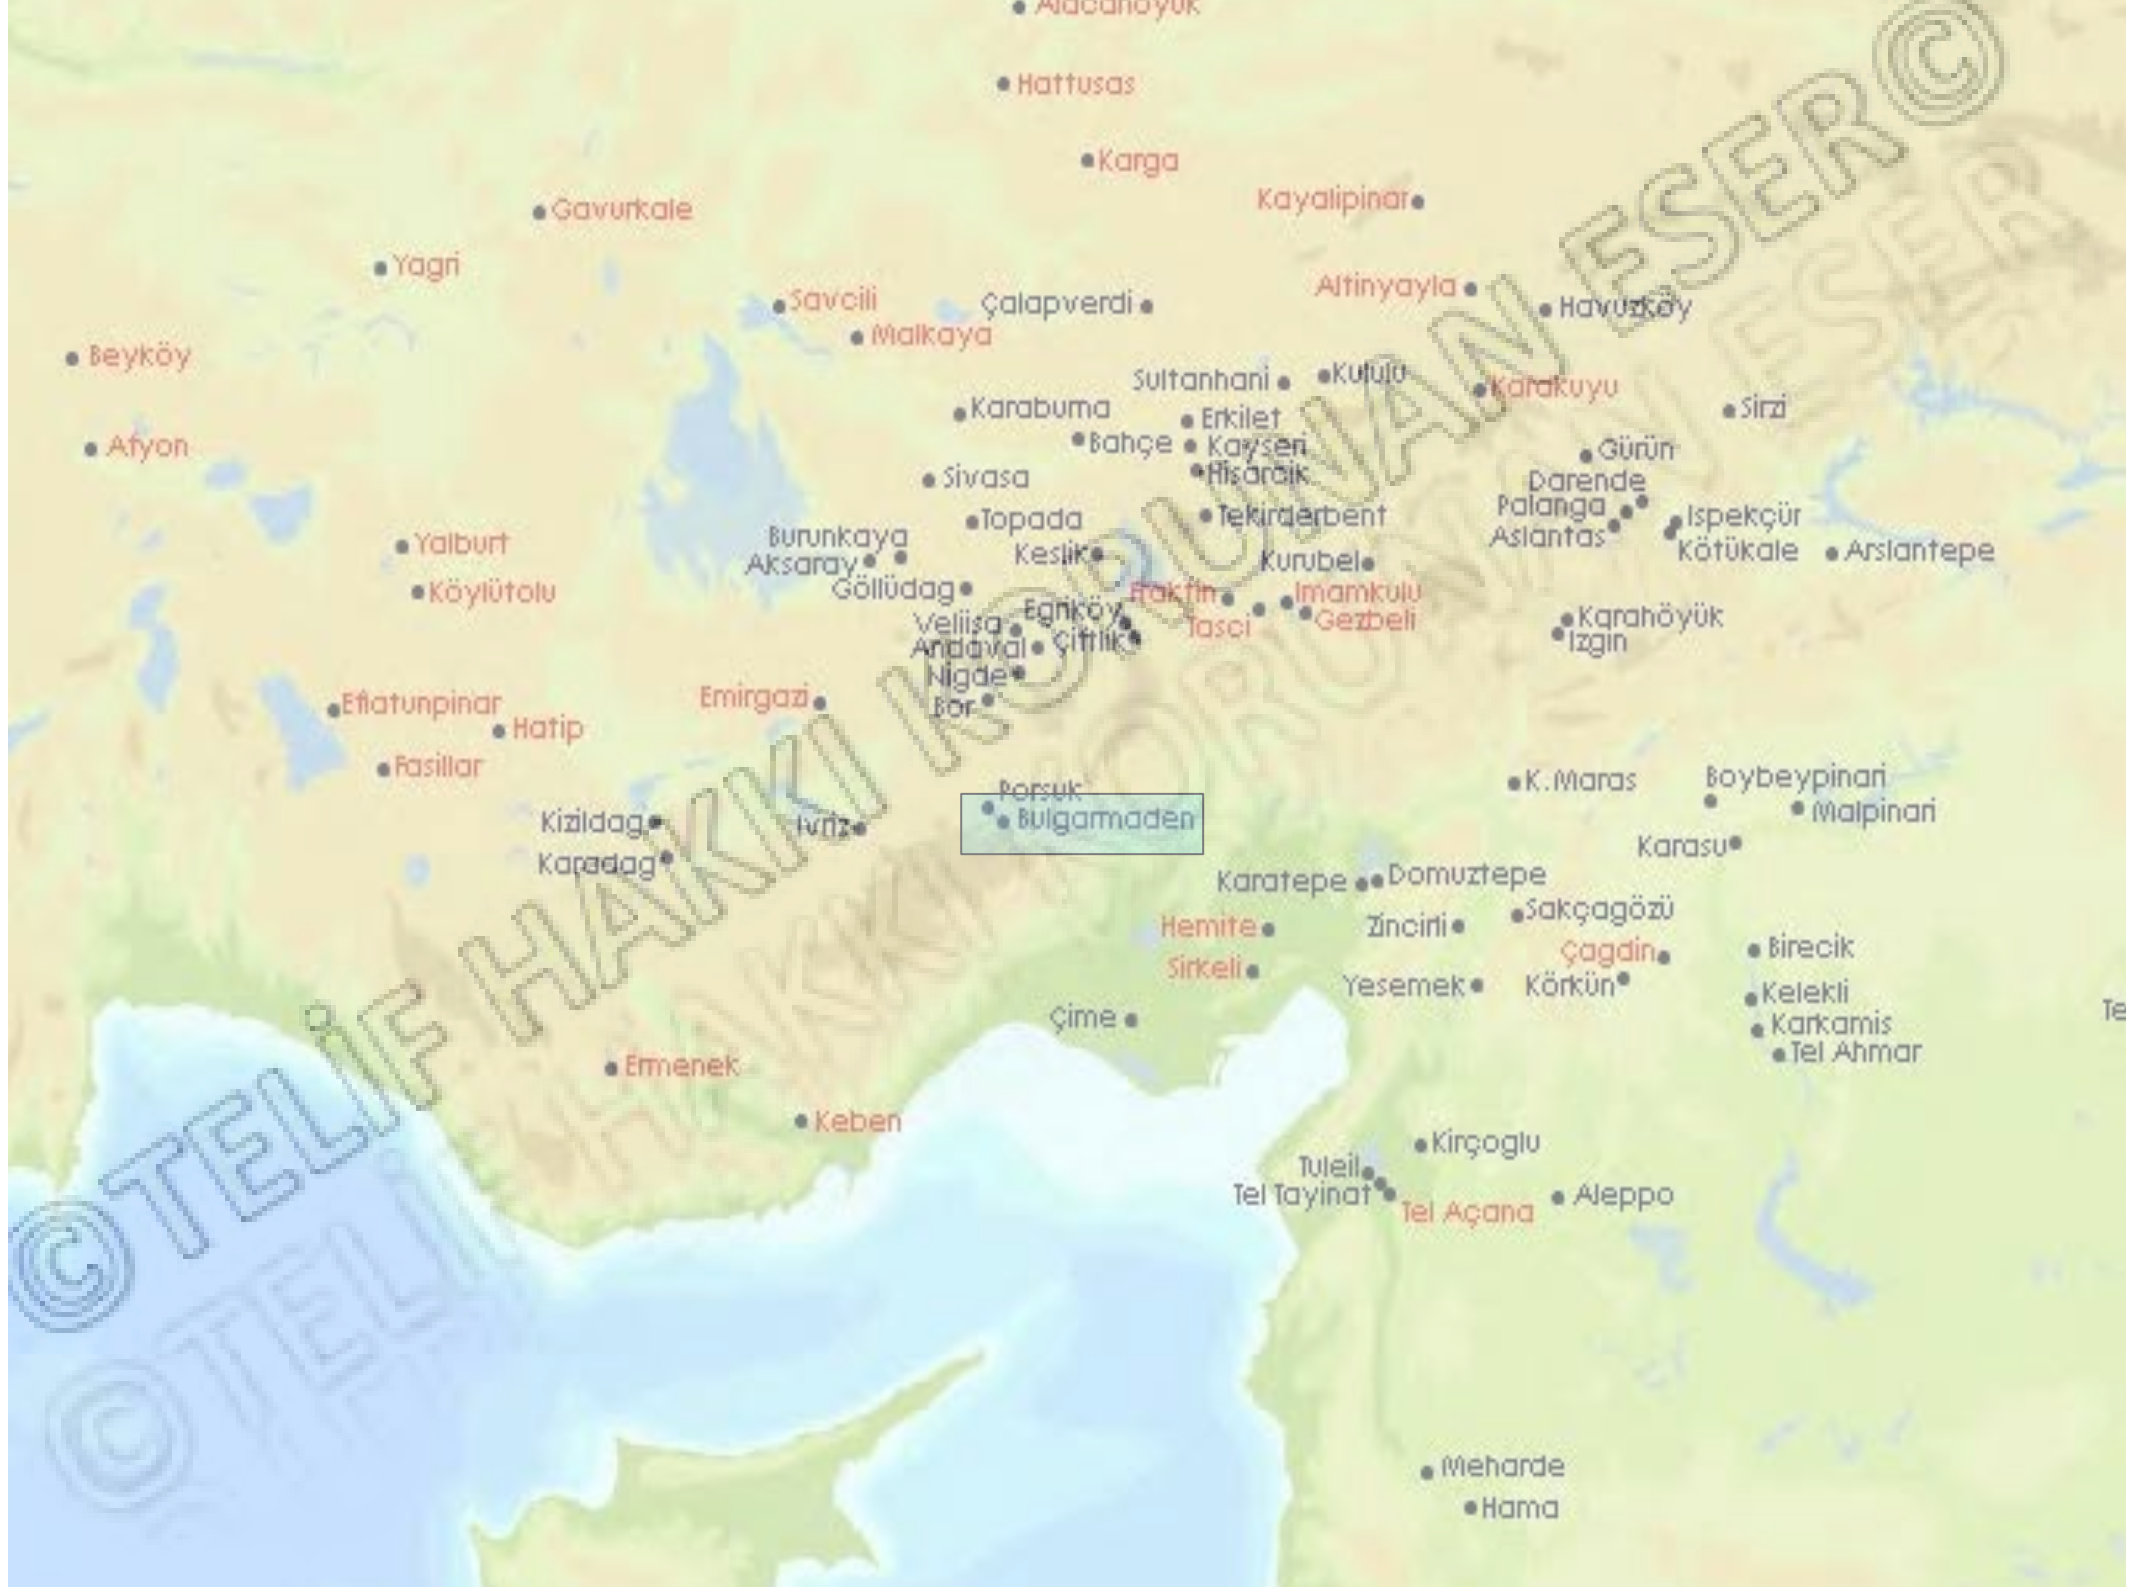 Alacahöyük
Hattusas
Karga
Kayalipinar
Gavurkale
Yagri
Altinyayla
Savcili
Çalapverdi
Havuzköy
Malkaya
Beyköy
Sultanhani
Kululu
Karakuyu
Karaburna
Sirzi
Erkilet
Bahçe
Kayseri
Afyon
Gürün
Hisarcik
Sivasa
Darende
Palanga
Topada
Tekirderbent
Ispekçür
Burunkaya
Aslantas
Yalburt
Keslik
Kötükale
Arslantepe
Aksaray
Kurubel
Göllüdag
Köylütolu
Fraktin
Imamkulu
Egriköy
Veliisa
Tasci
Gezbeli
Karahöyük
Andaval
Çiftlik
Izgin
Nigde
Eflatunpinar
Emirgazi
Bor
Hatip
Fasillar
K.Maras
Boybeypinari
Porsuk
Kizildag
Ivriz
Bulgarmaden
Malpinari
Karasu
Karadag
Karatepe
Domuztepe
Sakçagözü
Hemite
Zincirli
Çagdin
Birecik
Sirkeli
Yesemek
Körkün
Kelekli
Çime
Karkamis
Te
Tel Ahmar
Ermenek
Keben
Kirçoglu
Tuleil
Tel Tayinat
Aleppo
Tel Açana
Meharde
Hama
©TELİF HAKKI KORUNAN ESER©